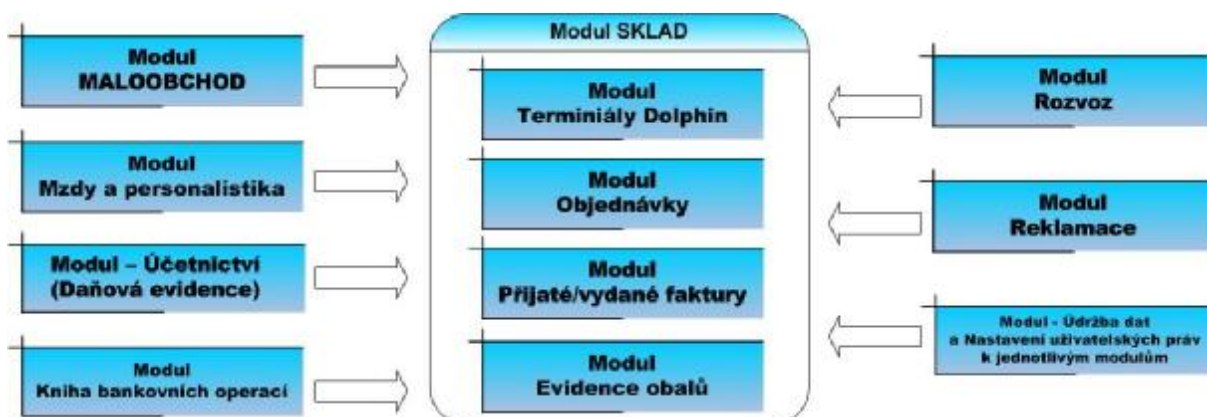 Modul SKLAD
Modul
MALOOBCHOD
Modul
Mzdy a personalistika
Modul – Účetnictví
(Daňová evidence)
Modul
Kniha bankovních operací
Modul
Terminiály Dolphin
Modul
Objednávky
Modul
Přijaté/vydané faktury
Modul
Evidence obalů
Modul
Rozvoz
Modul
Reklamace
Modul - Údržba dat
a Nastavení uživatelských práv
k jednotlivým modulům